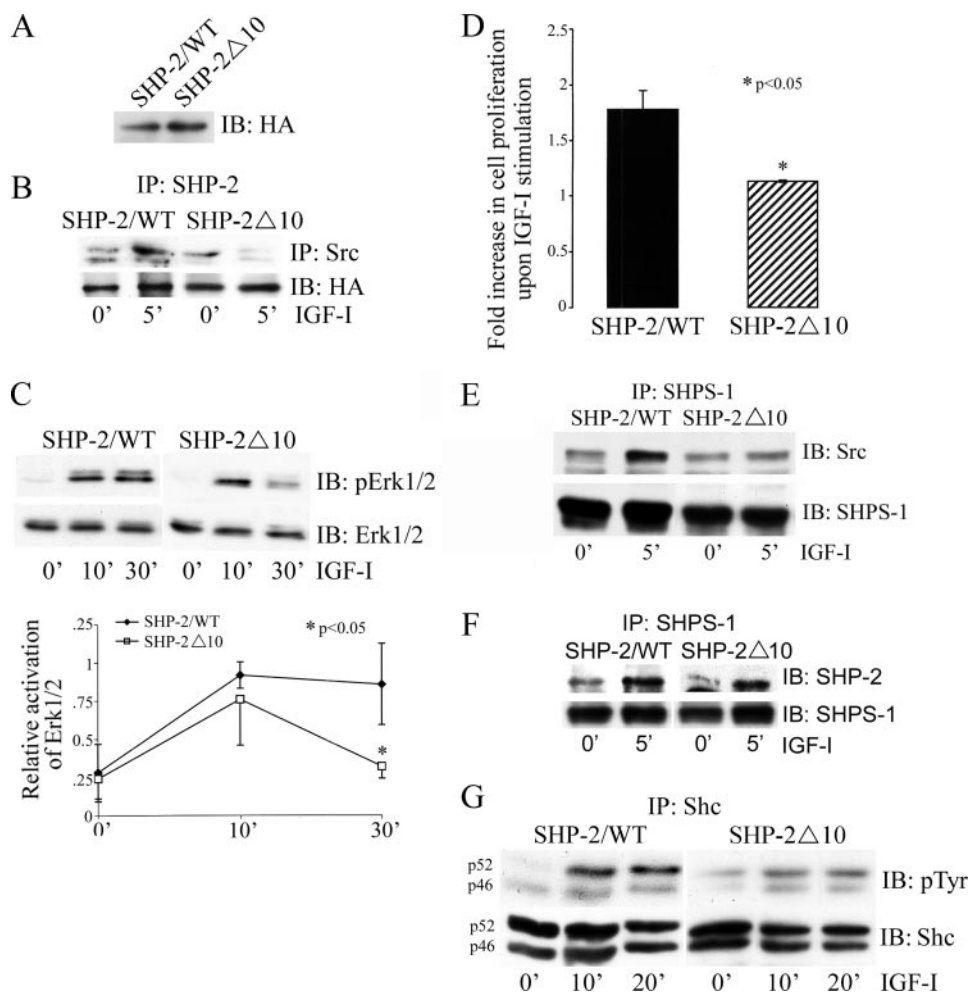 A
SHP-2/WT
SHP-2△10
IB: HA
B
IP: SHP-2
SHP-2/WT SHP-2△10
IP: Src
IB: HA
0’ 5’ 0’ 5’ IGF-I
C
SHP-2/WT SHP-2△10
IB: pErk1/2
IB: Erk1/2
0’ 10’ 30’ 0’ 10’ 30’ IGF-I
SHP-2/WT
SHP-2△10
* p<0.05
Relative activation
of Erk1/2
.25
1
.75
0.5
.25
0
*
0’ 10’ 30’
D
Fold increase in cell proliferation
upon IGF-I stimulation
2.5
2
1.5
1
0.5
0
* p<0.05
*
SHP-2/WT SHP-2△10
E
IP: SHPS-1
SHP-2/WT SHP-2△10
IB: Src
IB: SHPS-1
0’ 5’ 0’ 5’ IGF-I
F
IP: SHPS-1
SHP-2/WT SHP-2△10
IB: SHP-2
IB: SHPS-1
0’ 5’ 0’ 5’ IGF-I
G
IP: Shc
SHP-2/WT SHP-2△10
p52
p46
IB: pTyr
p52
p46
IB: Shc
0’ 10’ 20’ 0’ 10’ 20’ IGF-I